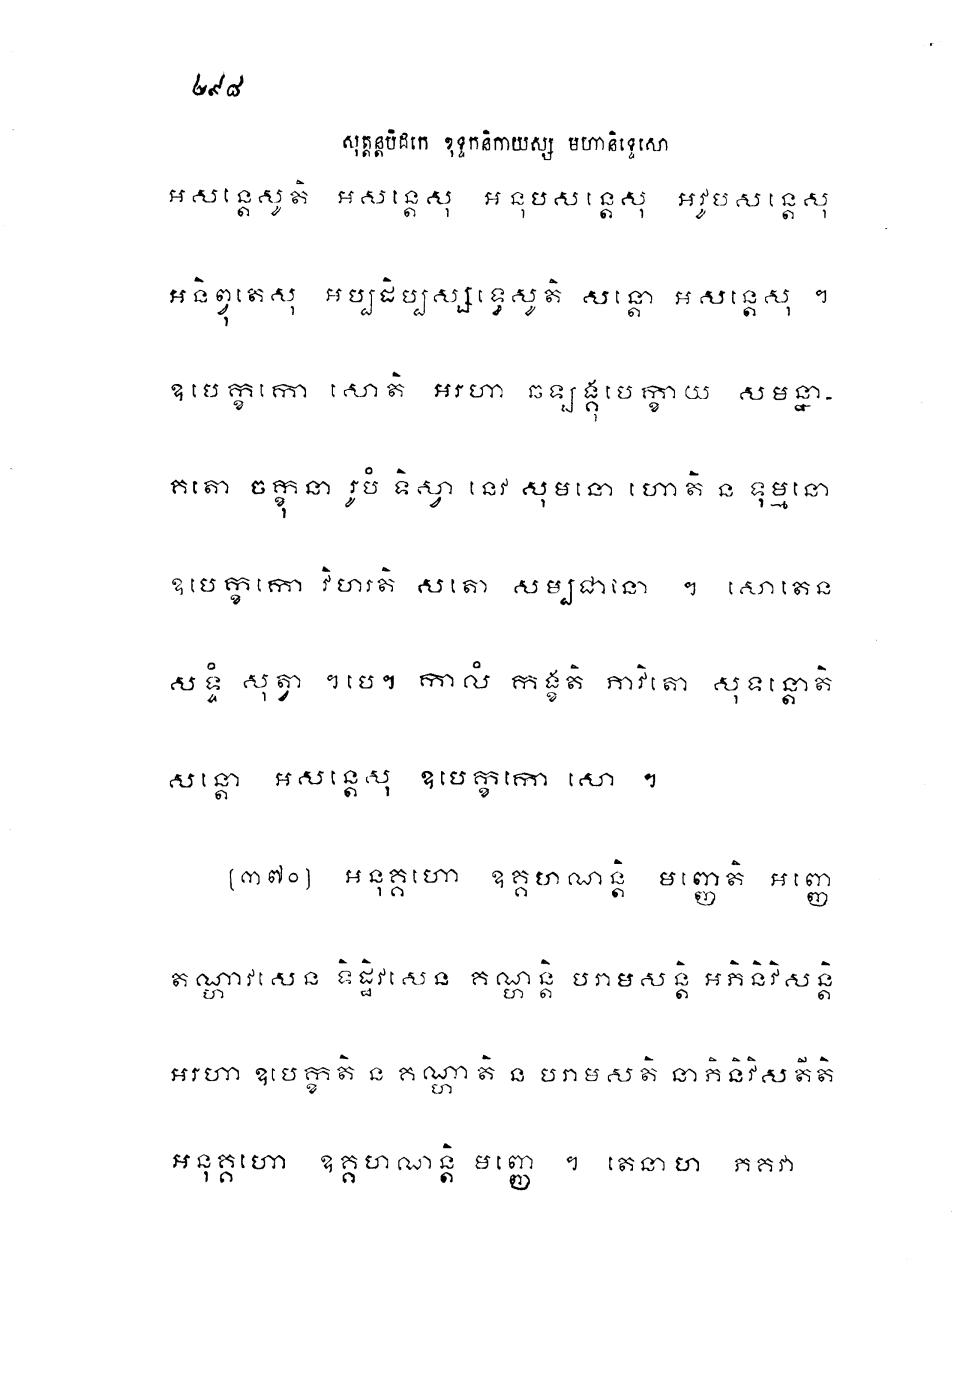 ២៩៨
សុត្តន្តបិដកេ ខុទ្ទកនិកាយស្ស មហានិទ្ទេសោ
អសន្តេសូតិ អសន្តេសុ អនុបសន្តេសុ អវូបសន្តេសុ
អនិព្វុតេសុ អប្បដិប្បស្សទ្ធេសូតិ សន្តោ អសន្តេសុ ។
ឧបេក្ខកោ សោតិ អរហា ឆឡង្គុបេក្ខាយ សមន្នា-
គតោ ចក្ខុនា រូបំ ទិស្វា នេវ សុមនោ ហោតិ ន ទុម្មនោ
ឧបេក្ខកោ វិហរតិ សតោ សម្បជានោ ។ សោតេន
សទ្ទំ សុត្វា ។បេ។ កាលំ កង្ខតិ ភាវិតោ សុទន្តោតិ
សន្តោ អសន្តេសុ ឧបេក្ខកោ សោ ។
(៣៧០) អនុគ្គហោ ឧគ្គហណន្តិ មញ្ញេតិ អញ្ញេ
តណ្ហាវសេន ទិដ្ឋិវសេន គណ្ហន្តិ បរាមសន្តិ អភិនិវិសន្តិ
អរហា ឧបេក្ខតិ ន គណ្ហាតិ ន បរាមសតិ នាភិនិវិសតីតិ
អនុគ្គហោ ឧគ្គហណន្តិ មញ្ញេ ។ តេនាហ ភគវា